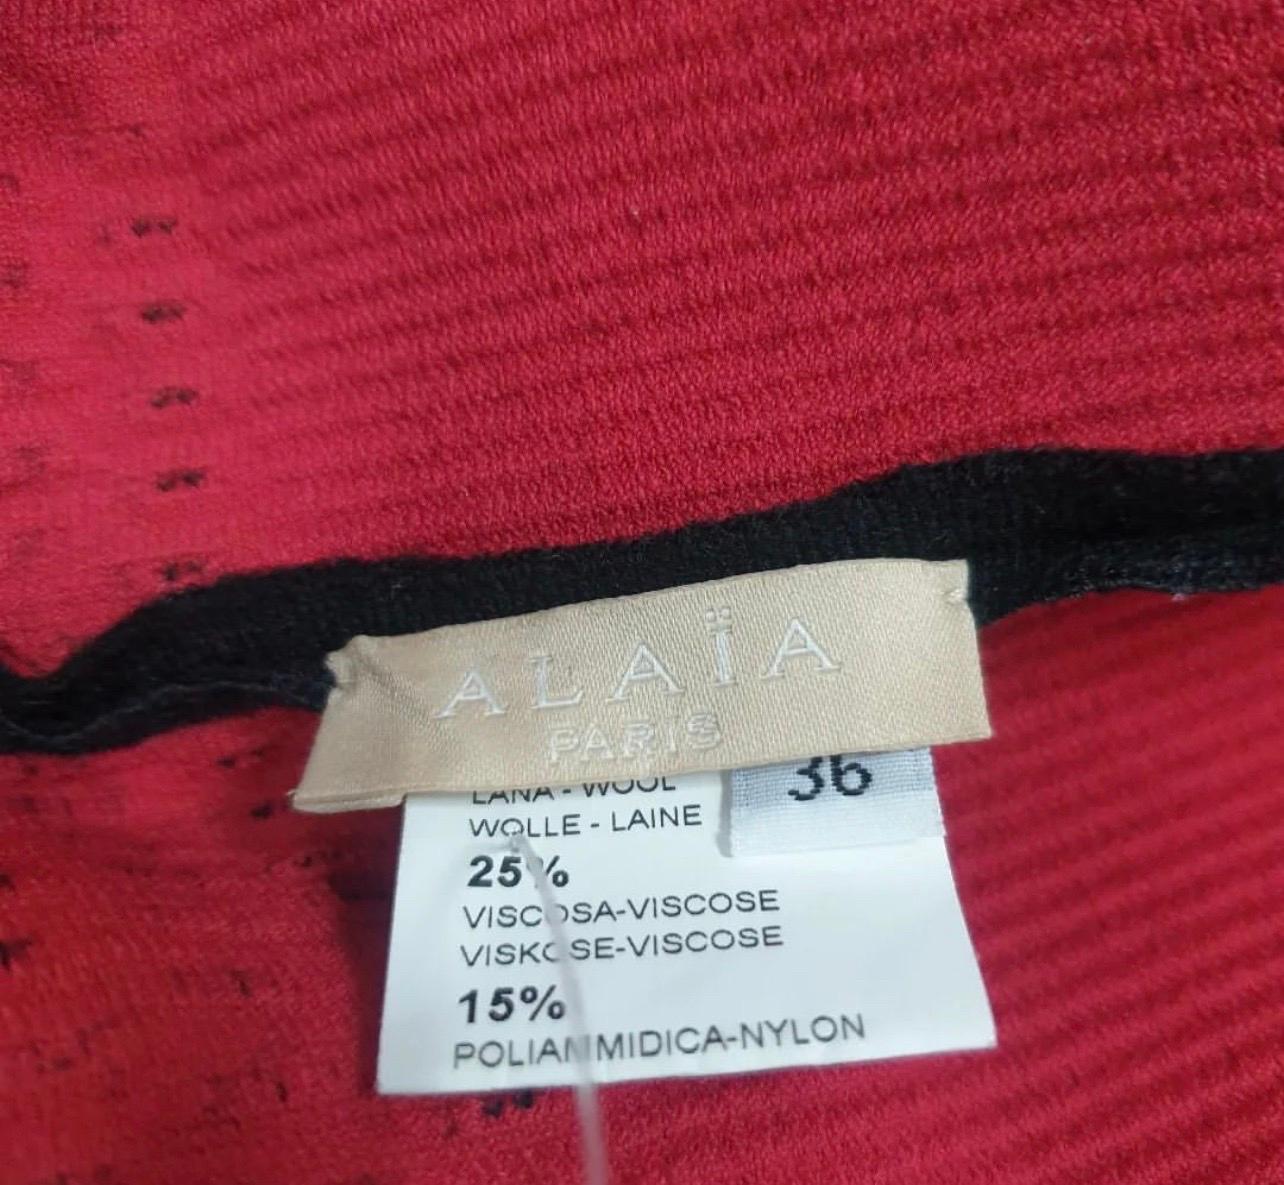 ALAÏA
PARIS
36
LANA - WOOL
WOLLE - LAINE
25%
VISCOSA-VISCOSE
VISKOSE-VISCOSE
15%
POLIAMMIDICA-NYLON